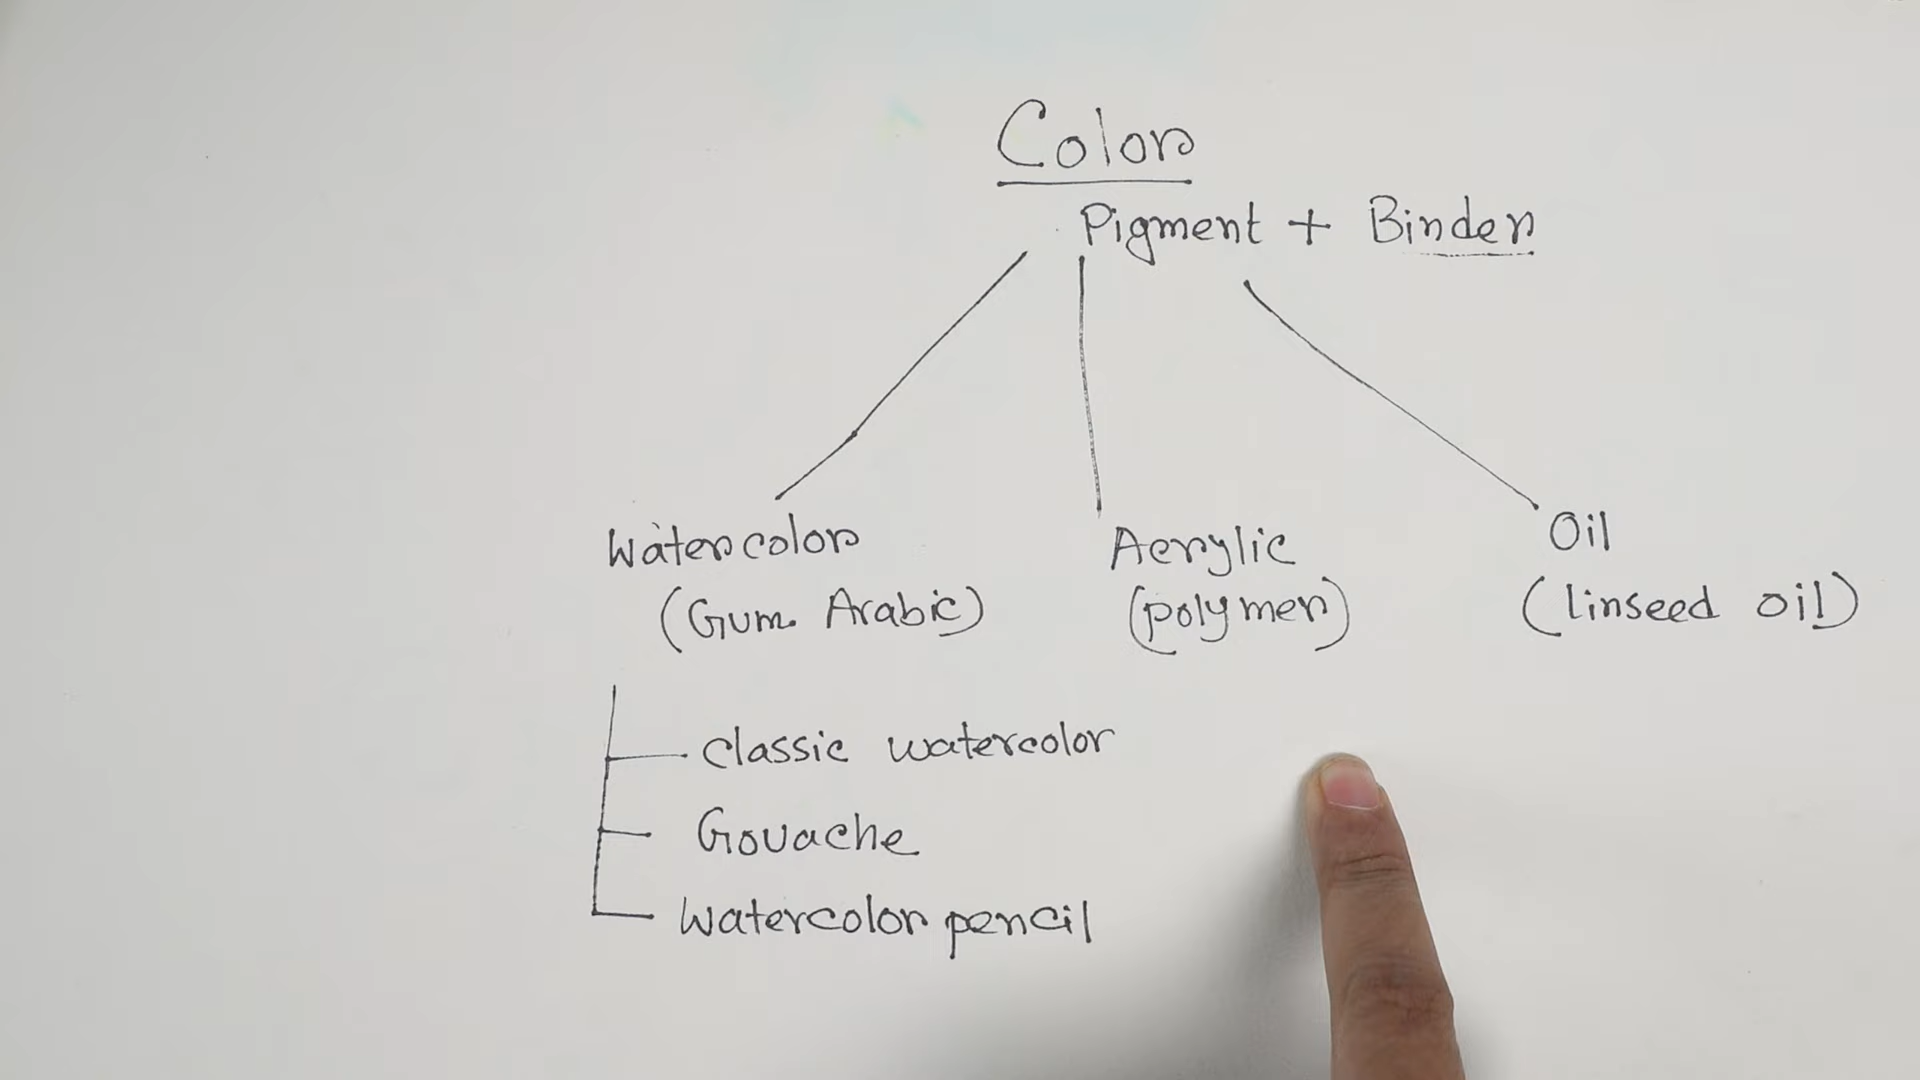 Color
Pigment + Binder
Watercolor
(Gum Arabic)
Acrylic
(polymer)
Oil
(linseed oil)
Classic watercolor
Gouache
Watercolor pencil